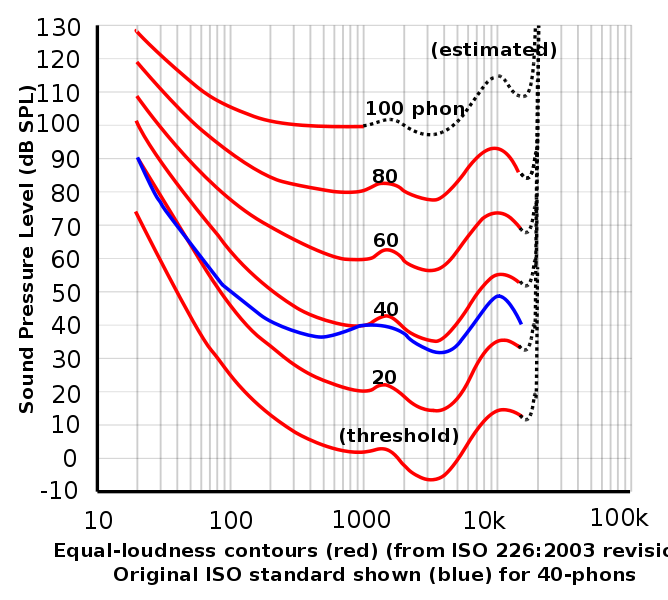 130
120
110
100
90
80
70
60
50
40
30
20
10
0
-10
Sound Pressure Level (dB SPL)
(estimated)
100 phon
80
60
40
20
(threshold)
10
100
1000
10k
100k
Equal-loudness contours (red) (from ISO 226:2003 revisio
Original ISO standard shown (blue) for 40-phons